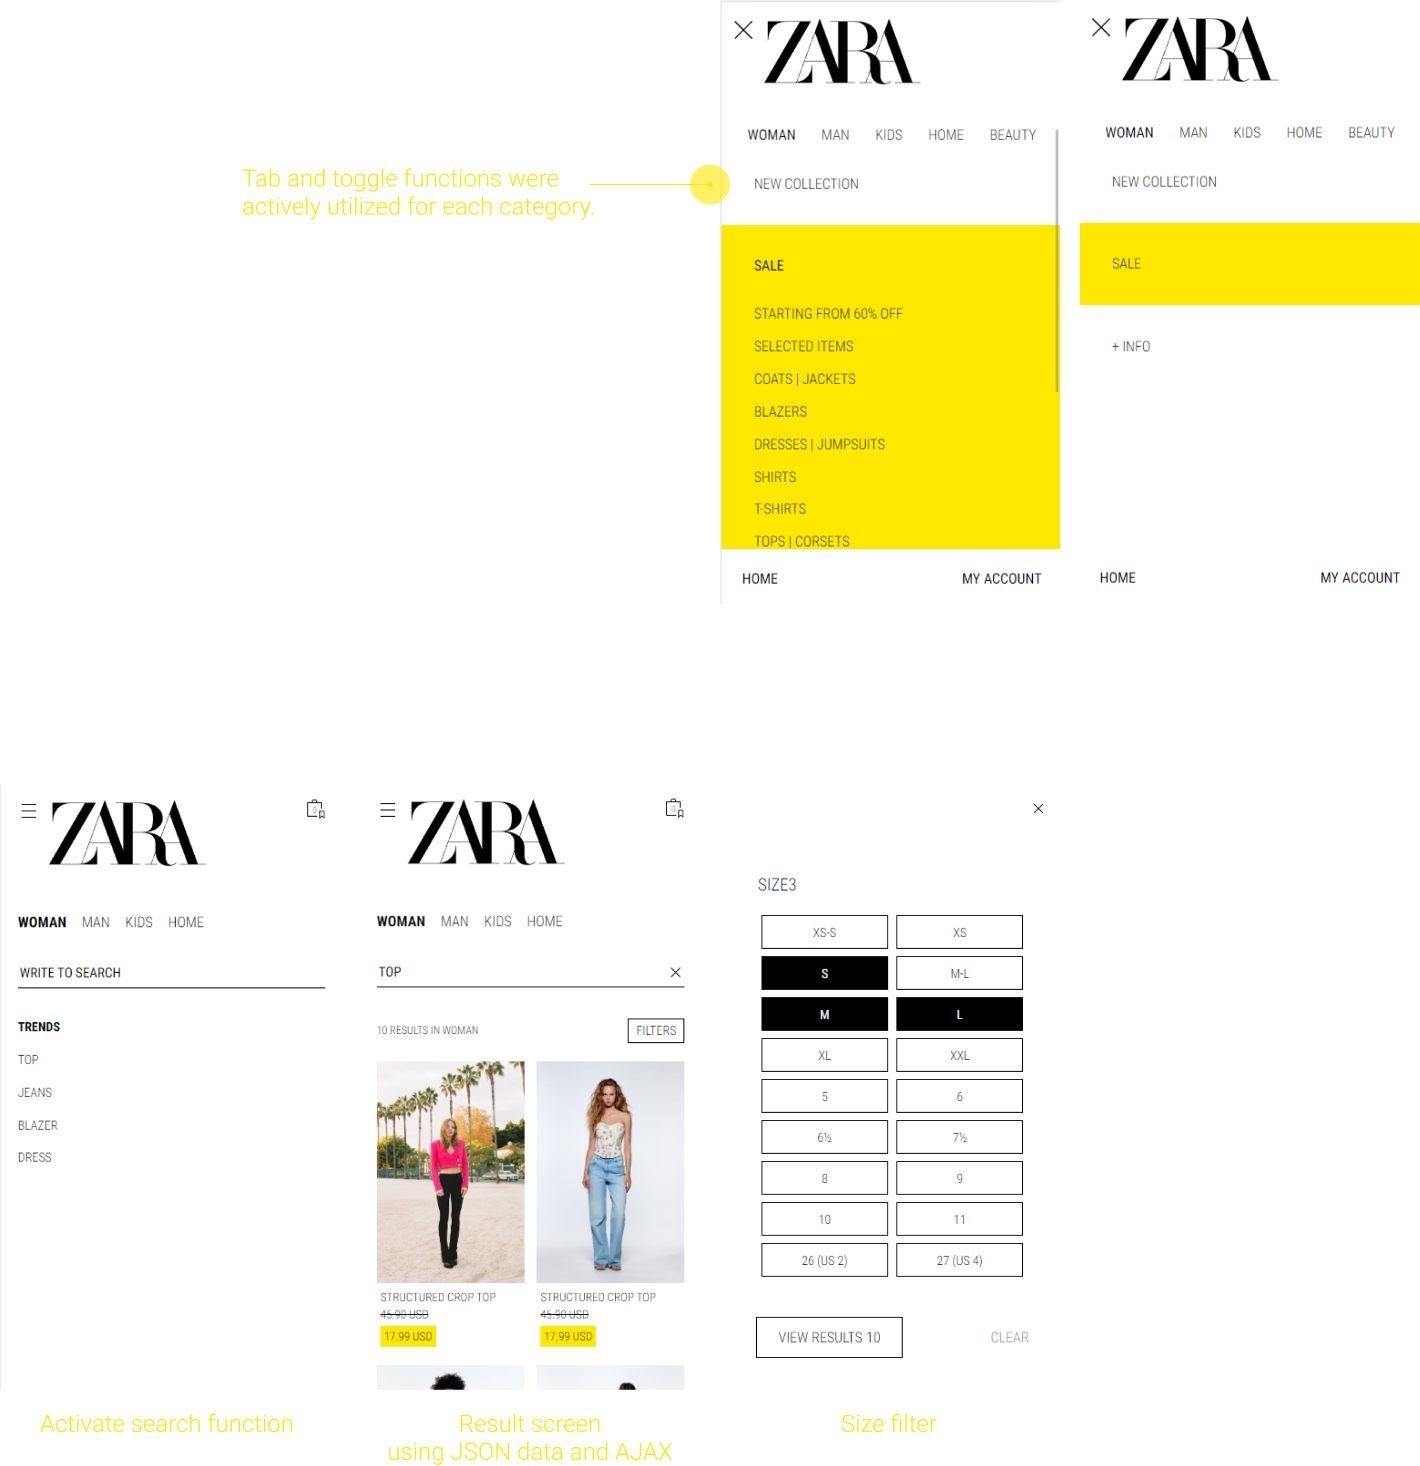 ZARA
WOMAN MAN KIDS HOME BEAUTY
NEW COLLECTION
SALE
STARTING FROM 60% OFF
SELECTED ITEMS
COATS | JACKETS
BLAZERS
DRESSES | JUMPSUITS
SHIRTS
T-SHIRTS
TOPS | CORSETS
HOME MY ACCOUNT
ZARA
WOMAN MAN KIDS HOME BEAUTY
NEW COLLECTION
SALE
+ INFO
HOME MY ACCOUNT
Tab and toggle functions were
actively utilized for each category.
ZARA
0
WOMAN MAN KIDS HOME
WRITE TO SEARCH
TRENDS
TOP
JEANS
BLAZER
DRESS
Activate search function
ZARA
0
WOMAN MAN KIDS HOME
TOP
10 RESULTS IN WOMAN FILTERS
STRUCTURED CROP TOP
45.90 USD
17.99 USD
STRUCTURED CROP TOP
45.90 USD
17.99 USD
Result screen
using JSON data and AJAX
SIZE3
XS-S XS
S M-L
M L
XL XXL
5 6
6½ 7½
8 9
10 11
26 (US 2) 27 (US 4)
VIEW RESULTS 10 CLEAR
Size filter